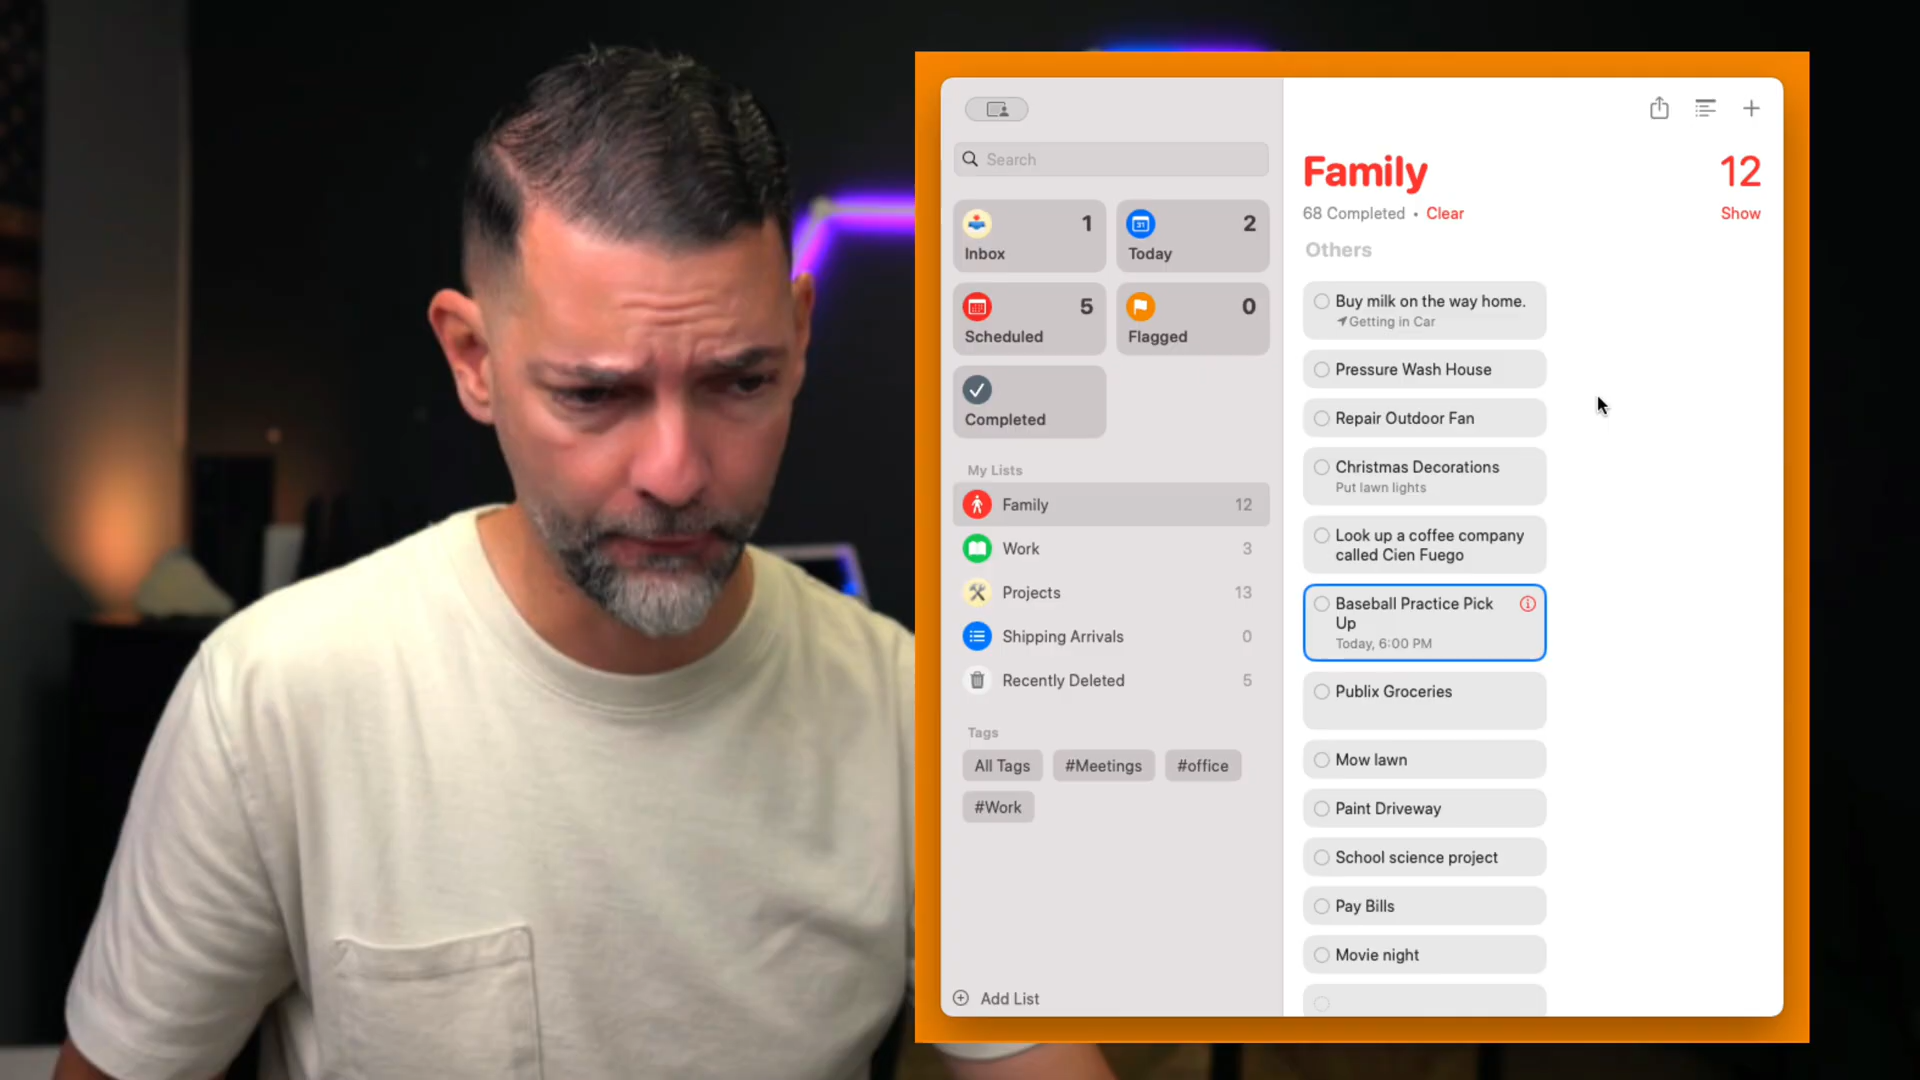 Search
Inbox 1
Today 2
Scheduled 5
Flagged 0
Completed
My Lists
Family 12
Work 3
Projects 13
Shipping Arrivals 0
Recently Deleted 5
Tags
All Tags #Meetings #office
#Work
Add List
Family 12
68 Completed • Clear Show
Others
Buy milk on the way home.
Getting in Car
Pressure Wash House
Repair Outdoor Fan
Christmas Decorations
Put lawn lights
Look up a coffee company
called Cien Fuego
Baseball Practice Pick
Up
Today, 6:00 PM
Publix Groceries
Mow lawn
Paint Driveway
School science project
Pay Bills
Movie night